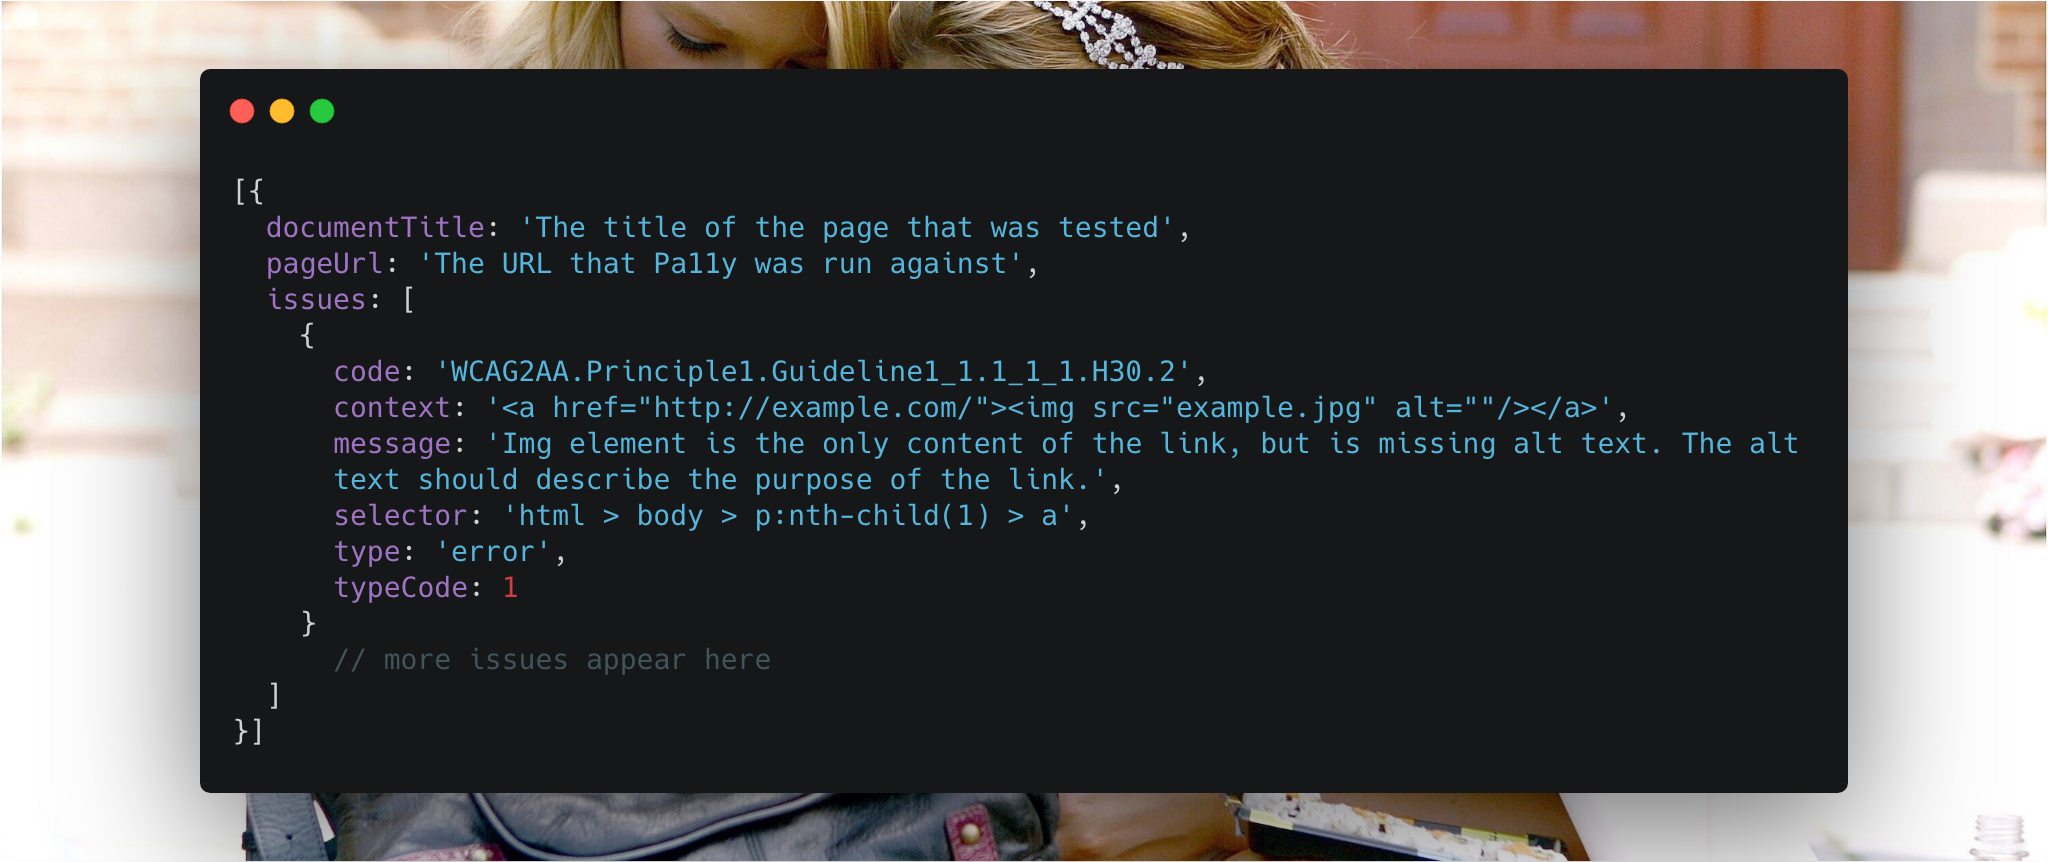 [{
  documentTitle: 'The title of the page that was tested',
  pageUrl: 'The URL that Pa11y was run against',
  issues: [
    {
      code: 'WCAG2AA.Principle1.Guideline1_1.1_1_1.H30.2',
      context: '<a href="http://example.com/"><img src="example.jpg" alt=""/></a>',
      message: 'Img element is the only content of the link, but is missing alt text. The alt
      text should describe the purpose of the link.',
      selector: 'html > body > p:nth-child(1) > a',
      type: 'error',
      typeCode: 1
    }
      // more issues appear here
  ]
}]